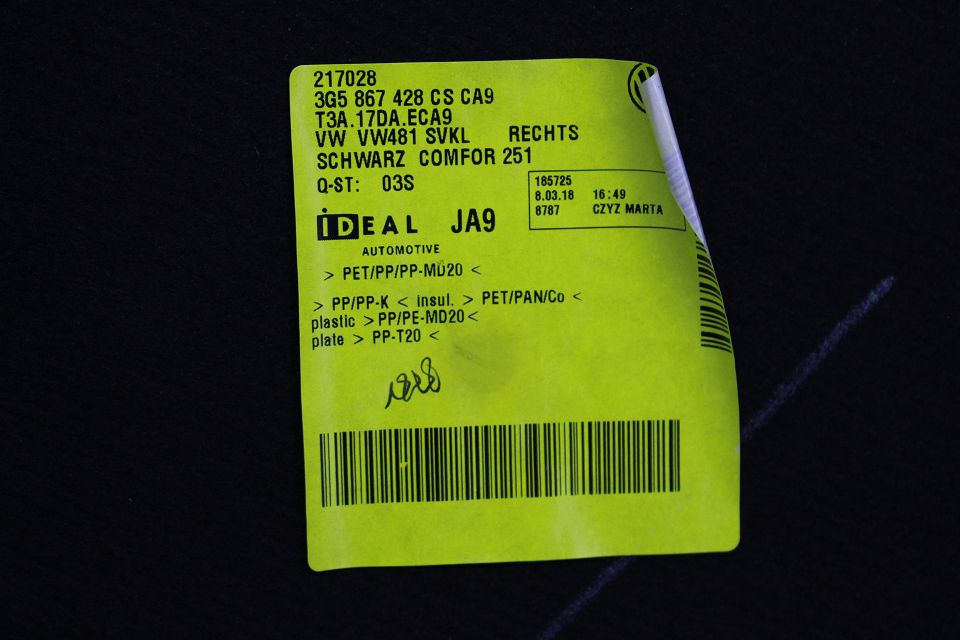 217028
3G5 867 428 CS CA9
T3A.17DA.ECA9
VW VW481 SVKL RECHTS
SCHWARZ COMFOR 251
Q-ST: 03S
185725
8.03.18 16:49
8787 CZYZ MARTA
iDEAL JA9
AUTOMOTIVE
> PET/PP/PP-MD20 <
> PP/PP-K < insul. > PET/PAN/Co <
plastic >PP/PE-MD20<
plate > PP-T20 <